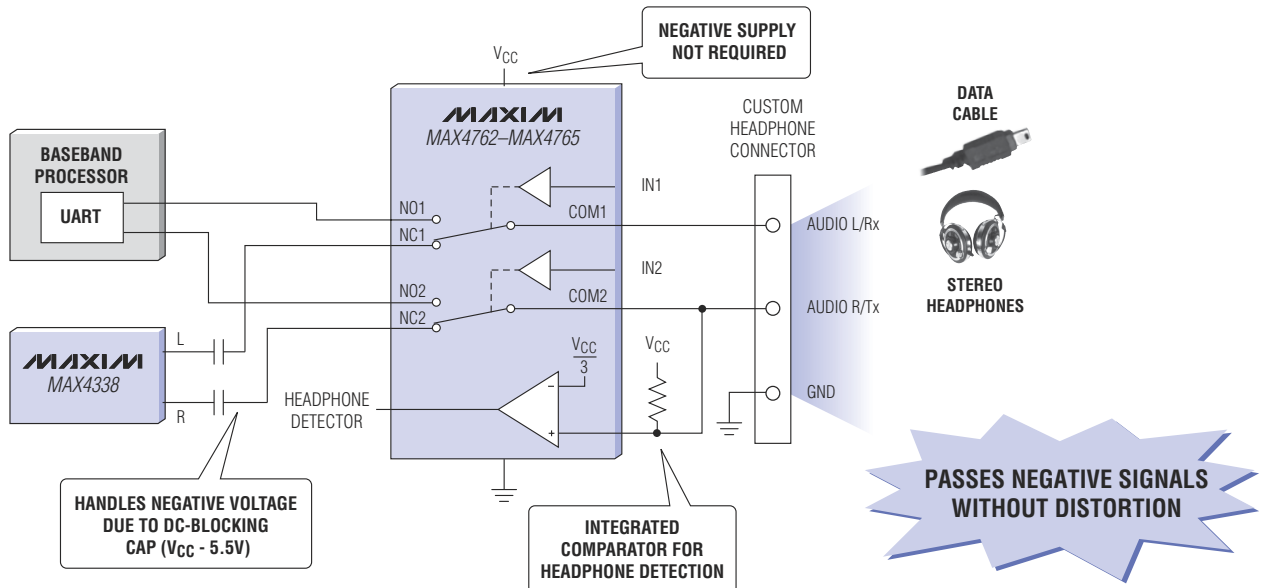 NEGATIVE SUPPLY
NOT REQUIRED
VCC
MAXIM
MAX4762–MAX4765
BASEBAND
PROCESSOR
UART
NO1
NC1
IN1
COM1
NO2
NC2
IN2
COM2
MAXIM
MAX4338
L
R
HEADPHONE
DETECTOR
VCC
3
–
+
VCC
CUSTOM
HEADPHONE
CONNECTOR
AUDIO L/Rx
AUDIO R/Tx
GND
DATA
CABLE
STEREO
HEADPHONES
HANDLES NEGATIVE VOLTAGE
DUE TO DC-BLOCKING
CAP (VCC - 5.5V)
INTEGRATED
COMPARATOR FOR
HEADPHONE DETECTION
PASSES NEGATIVE SIGNALS
WITHOUT DISTORTION